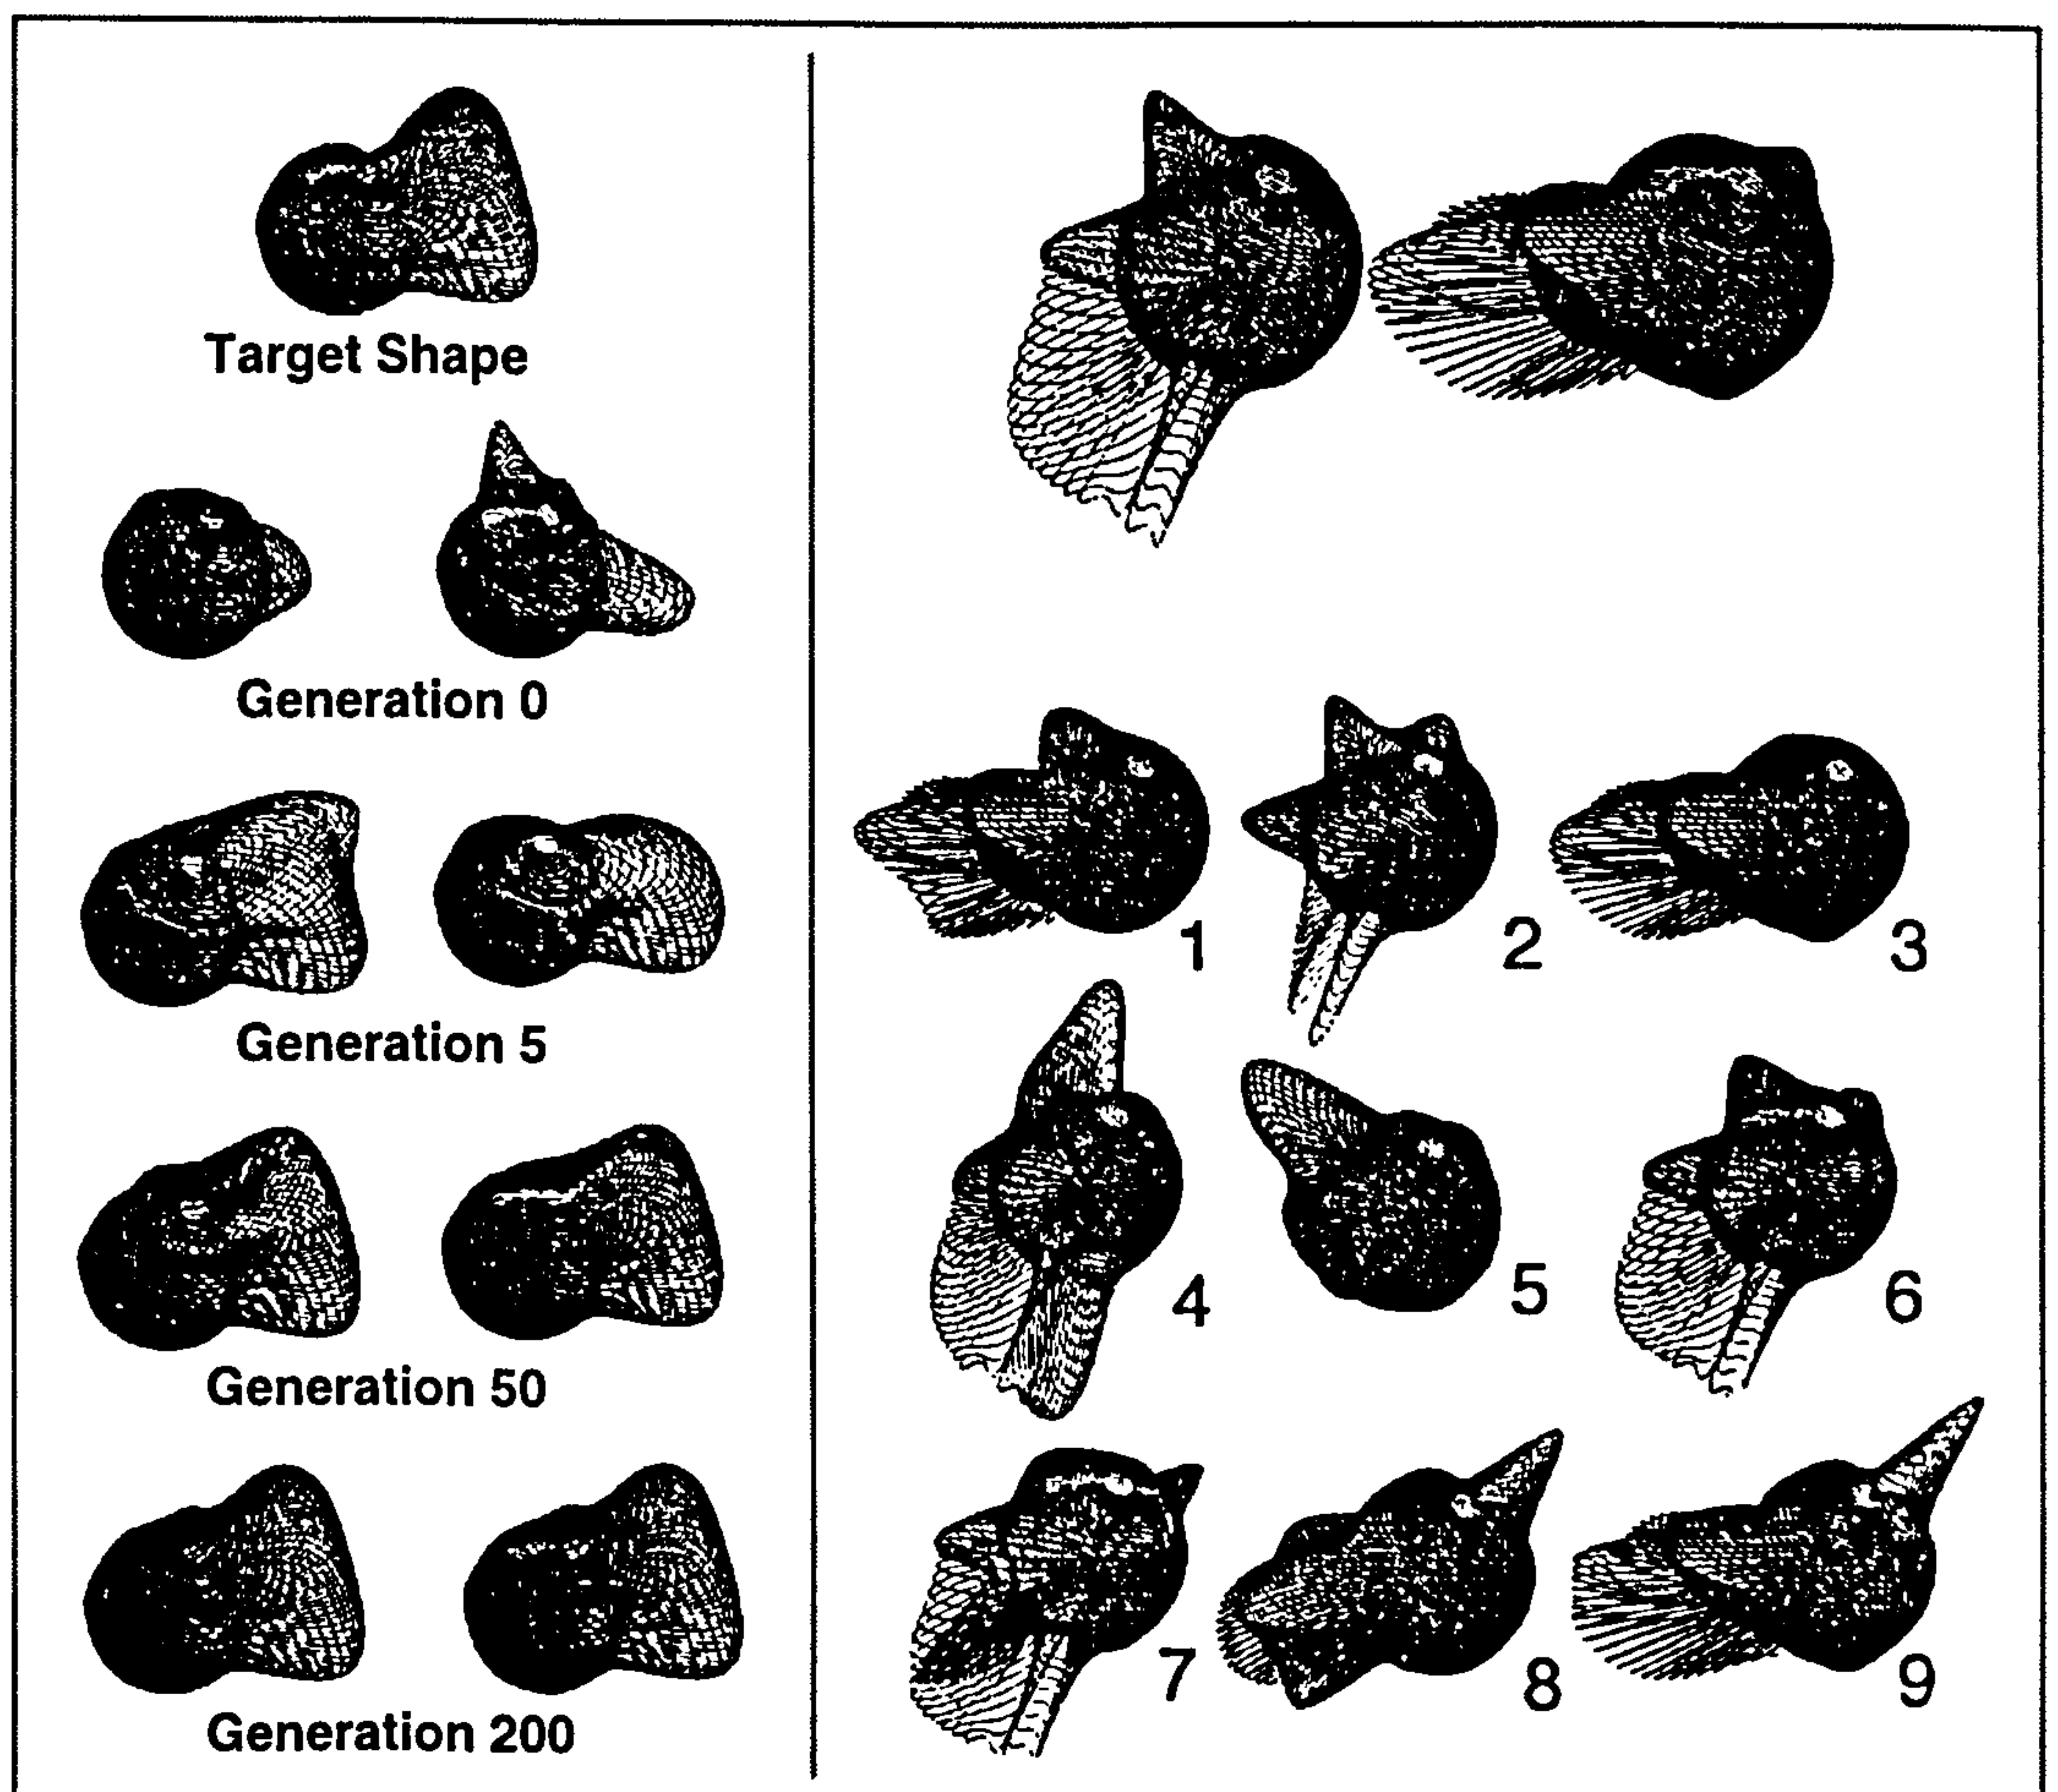 Target Shape
Generation 0
Generation 5
Generation 50
Generation 200
1 2 3
4 5 6
7 8 9